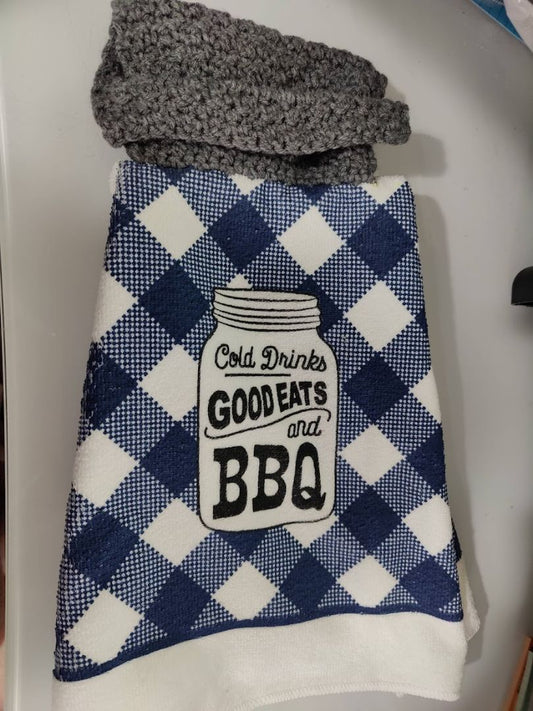 Cold Drinks
GOOD EATS
and
BBQ